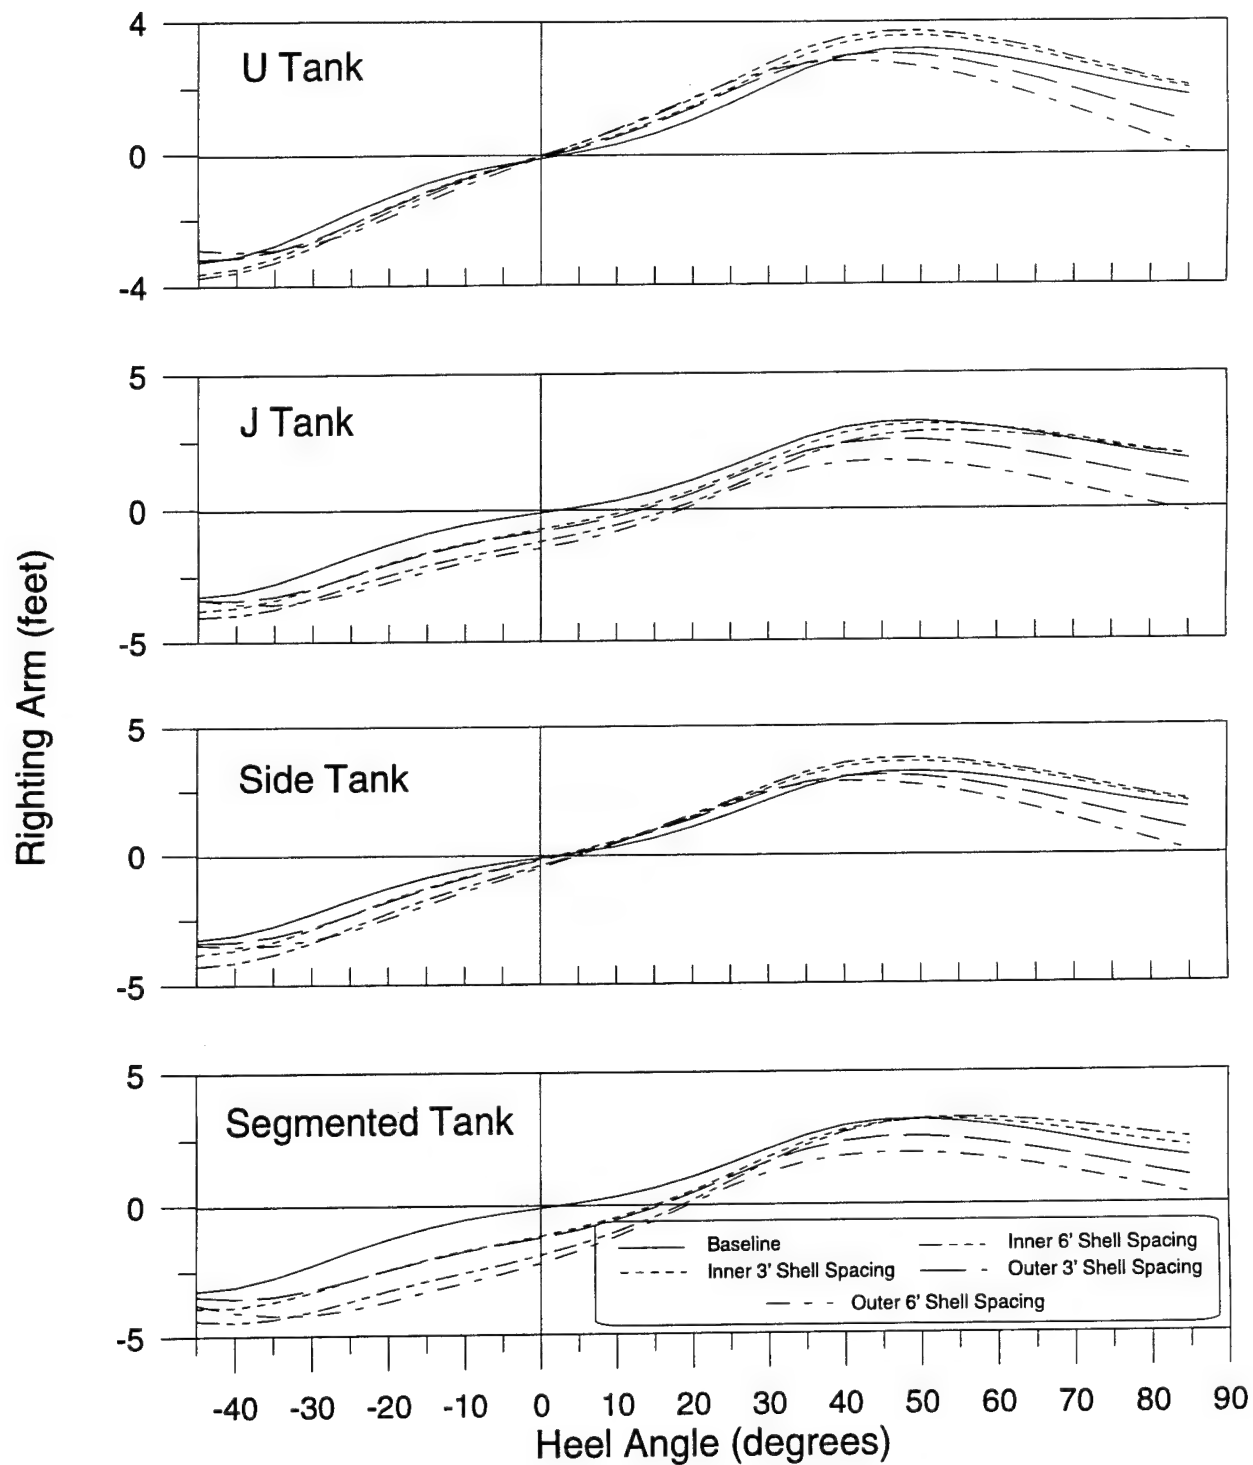 4
U Tank
0
-4
5
J Tank
0
-5
Righting Arm (feet)
5
Side Tank
0
-5
5
Segmented Tank
0
Baseline
Inner 6' Shell Spacing
Inner 3' Shell Spacing
Outer 3' Shell Spacing
Outer 6' Shell Spacing
-5
-40 -30 -20 -10 0 10 20 30 40 50 60 70 80 90
Heel Angle (degrees)